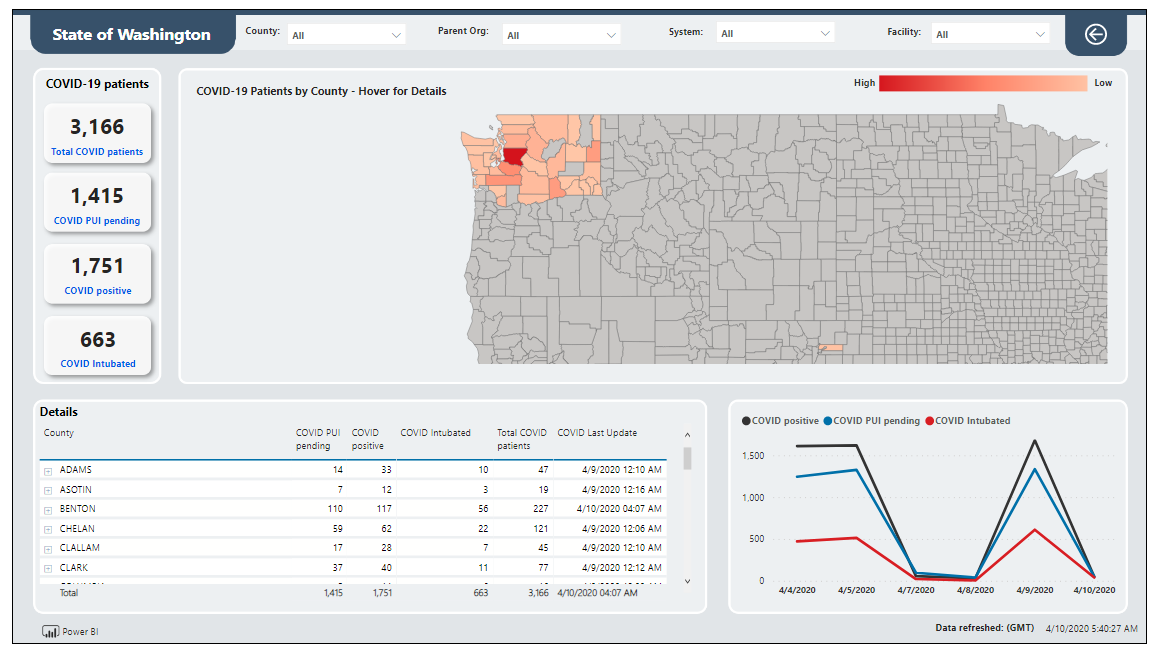 State of Washington
County: All
Parent Org: All
System: All
Facility: All
COVID-19 patients
3,166
Total COVID patients
1,415
COVID PUI pending
1,751
COVID positive
663
COVID Intubated
COVID-19 Patients by County - Hover for Details
High Low
Details
County COVID PUI pending COVID positive COVID Intubated Total COVID patients COVID Last Update
ADAMS 14 33 10 47 4/9/2020 12:10 AM
ASOTIN 7 12 3 19 4/9/2020 12:16 AM
BENTON 110 117 56 227 4/10/2020 04:07 AM
CHELAN 59 62 22 121 4/9/2020 12:06 AM
CLALLAM 17 28 7 45 4/9/2020 12:10 AM
CLARK 37 40 11 77 4/9/2020 12:12 AM
Total 1,415 1,751 663 3,166 4/10/2020 04:07 AM
COVID positive COVID PUI pending COVID Intubated
1,500
1,000
500
0
4/4/2020 4/5/2020 4/7/2020 4/8/2020 4/9/2020 4/10/2020
Power BI
Data refreshed: (GMT) 4/10/2020 5:40:27 AM